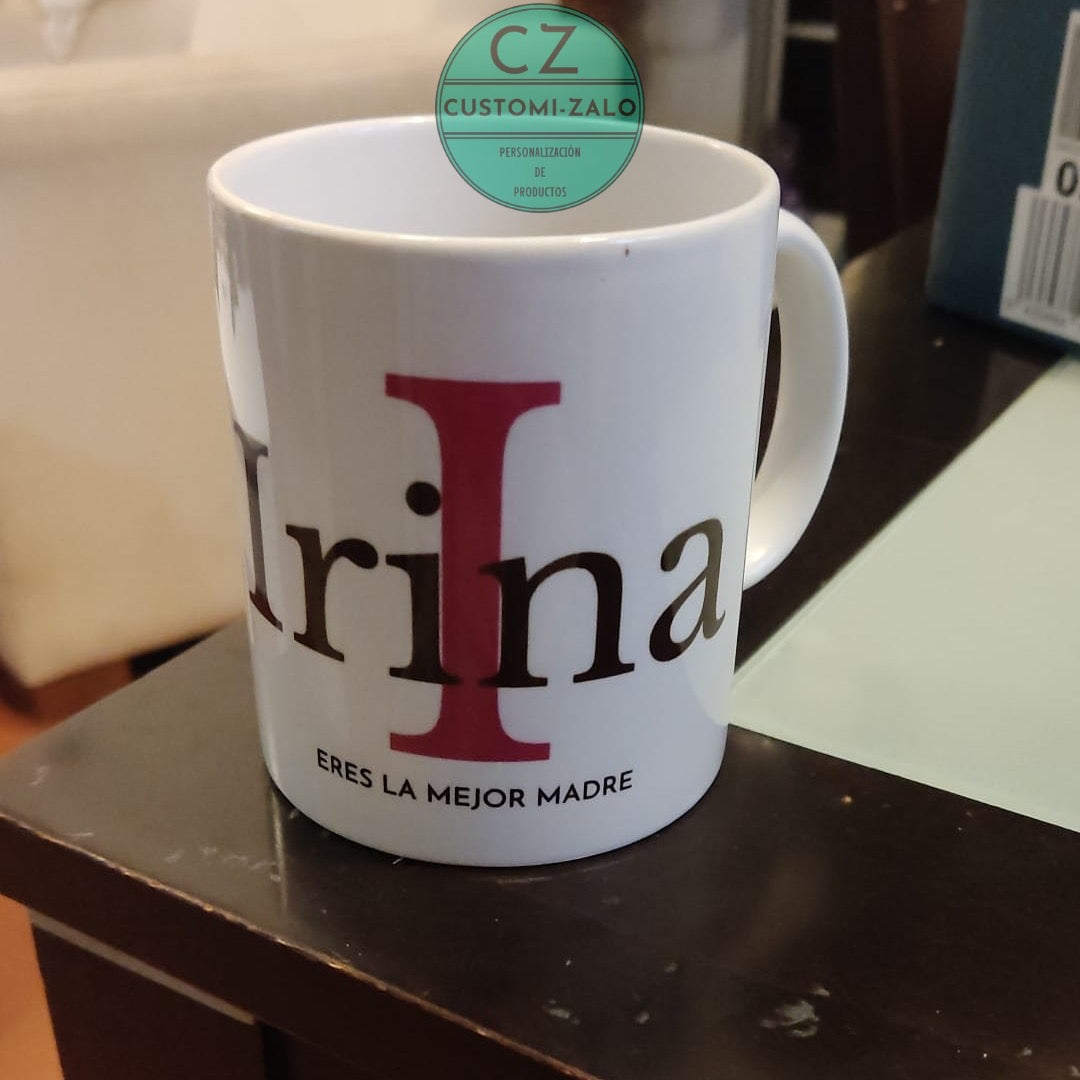 CZ
CUSTOMI-ZALO
PERSONALIZACIÓN
DE
PRODUCTOS
I
Irina
ERES LA MEJOR MADRE